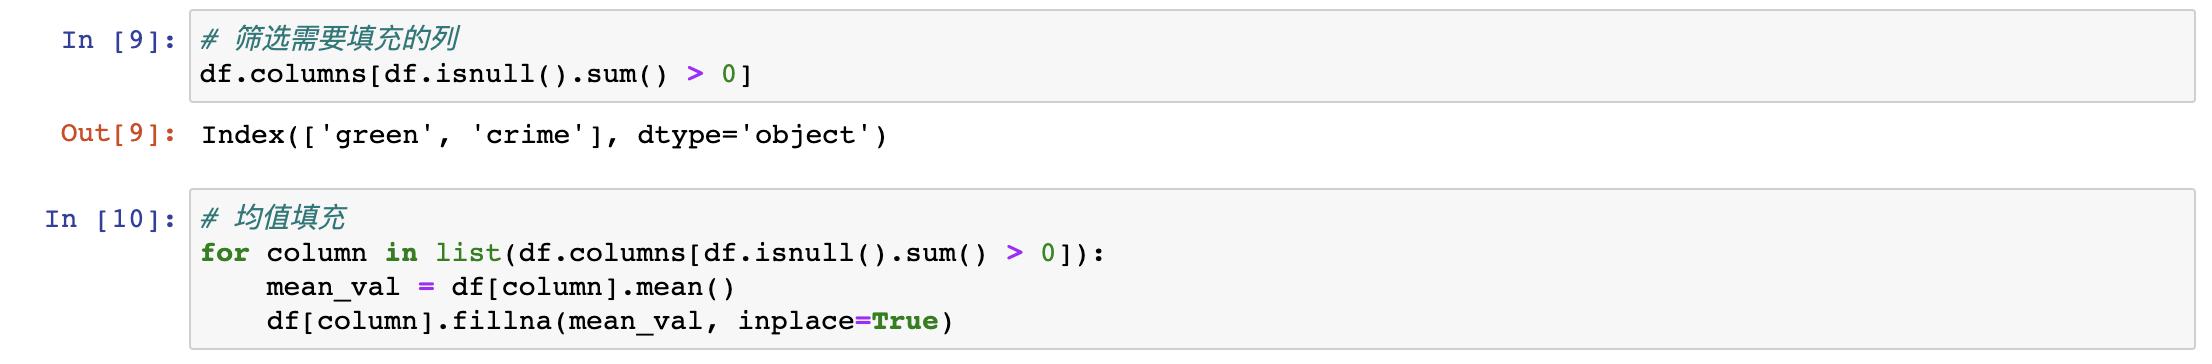 In [9]:
# 筛选需要填充的列
df.columns[df.isnull().sum() > 0]
Out[9]:
Index(['green', 'crime'], dtype='object')
In [10]:
# 均值填充
for column in list(df.columns[df.isnull().sum() > 0]):
    mean_val = df[column].mean()
    df[column].fillna(mean_val, inplace=True)